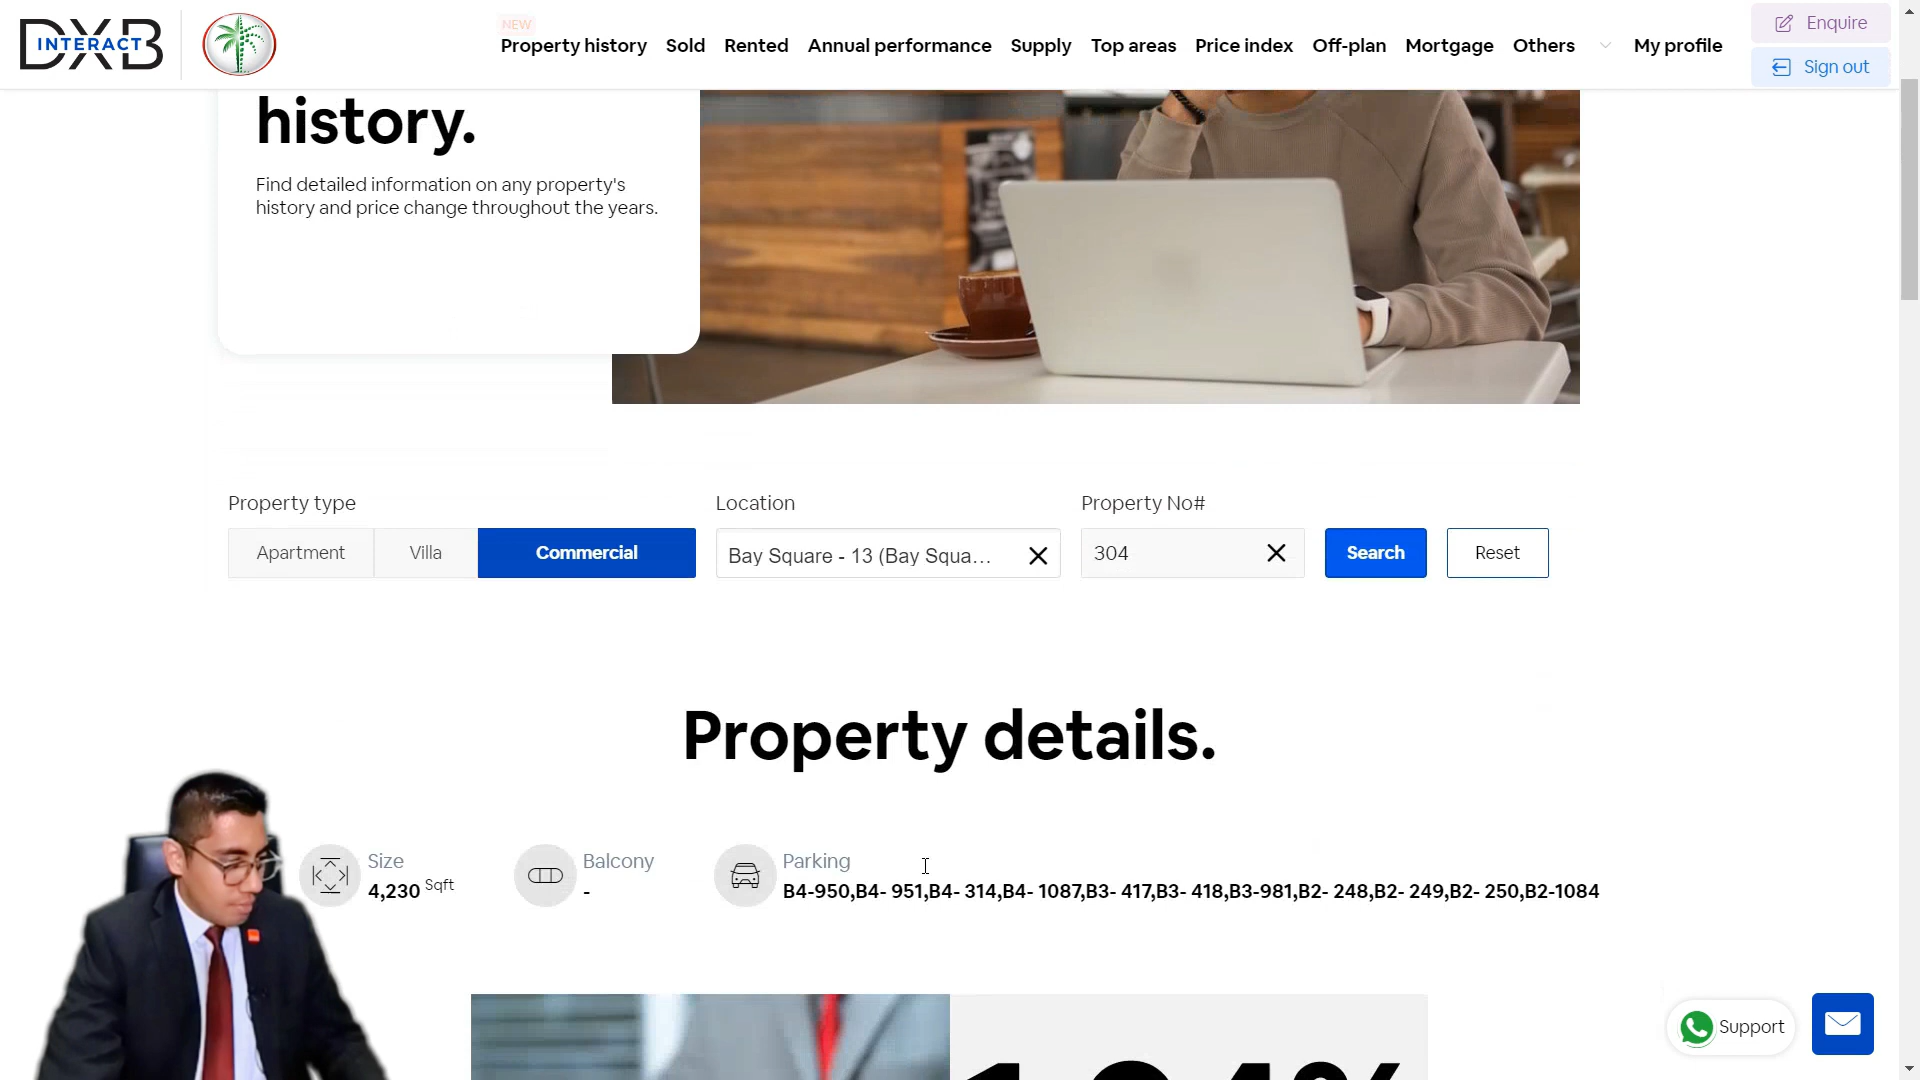 DXB
INTERACT
NEW
Property history Sold Rented Annual performance Supply Top areas Price index Off-plan Mortgage Others My profile
Enquire
Sign out
history.
Find detailed information on any property's
history and price change throughout the years.
Property type
Location
Property No#
Apartment
Villa
Commercial
Bay Square - 13 (Bay Squa...
304
Search
Reset
Property details.
Size
4,230 Sqft
Balcony
-
Parking
B4-950,B4- 951,B4- 314,B4- 1087,B3- 417,B3- 418,B3-981,B2- 248,B2- 249,B2- 250,B2-1084
Support